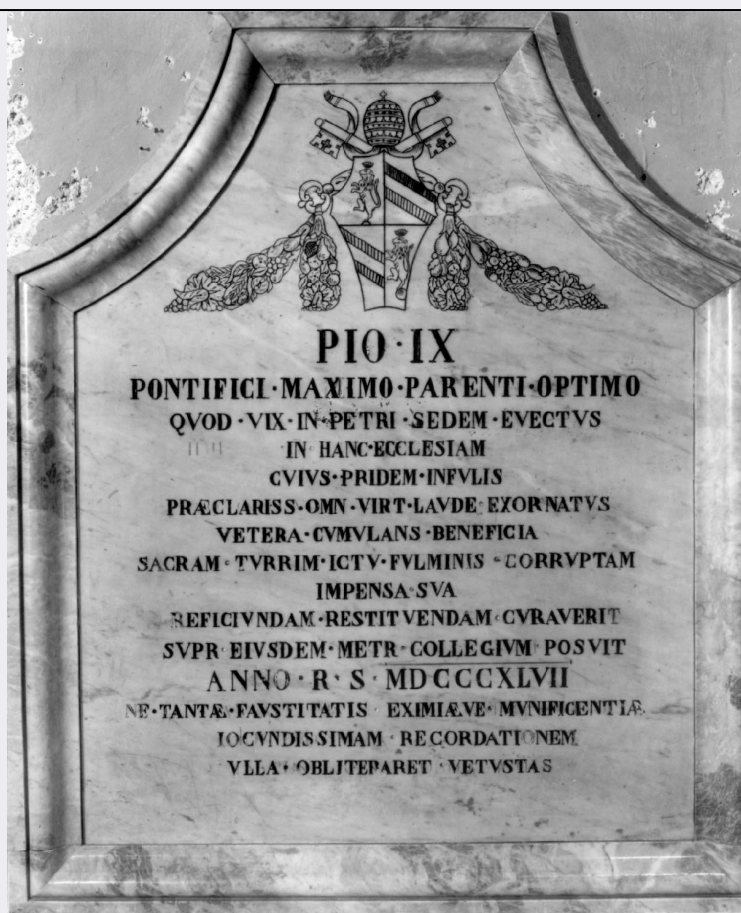 PIO·IX
PONTIFICI·MAXIMO·PARENTI·OPTIMO
QVOD·VIX·IN·PETRI·SEDEM·EVECTVS
IN HANC·ECCLESIAM
CVIVS·PRIDEM·INFVLIS
PRÆCLARISS·OMN·VIRT·LAVDE·EXORNATVS
VETERA·CVMVLANS·BENEFICIA
SACRAM·TVRRIM·ICTV·FVLMINIS·CORRVPTAM
IMPENSA·SVA
REFICIVNDAM·RESTITVENDAM·CVRAVERIT
SVPR·EIVSDEM·METR·COLLEGIVM·POSVIT
ANNO·R·S·MDCCCXLVII
NE·TANTÆ·FAVSTITATIS·EXIMIÆVE·MVNIFICENTIÆ
IOCVNDISSIMAM·RECORDATIONEM
VLLA·OBLITERARET·VETVSTAS